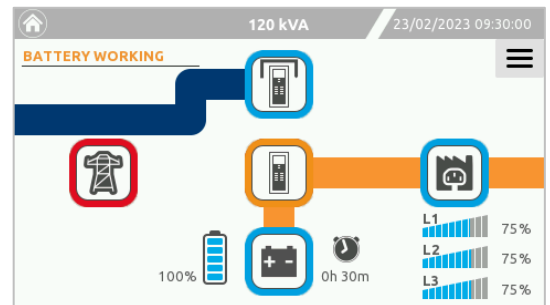 120 kVA
23/02/2023 09:30:00
BATTERY WORKING
L1
75%
L2
75%
100%
0h 30m
L3
75%